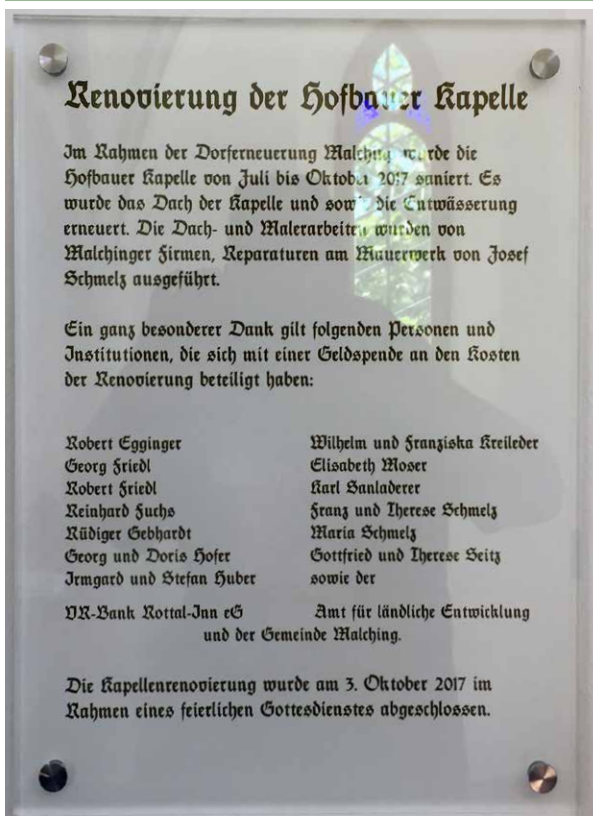 Renovierung der Hofbauer Kapelle
Im Rahmen der Dorferneuerung Malching wurde die
Hofbauer Kapelle von Juli bis Oktober 2017 saniert. Es
wurde das Dach der Kapelle und sowie die Entwässerung
erneuert. Die Dach- und Malerarbeiten wurden von
Malchinger Firmen, Reparaturen am Mauerwerk von Josef
Schmelz ausgeführt.
Ein ganz besonderer Dank gilt folgenden Personen und
Institutionen, die sich mit einer Geldspende an den Kosten
der Renovierung beteiligt haben:
Robert Egginger
Georg Friedl
Robert Friedl
Reinhard Fuchs
Rüdiger Gebhardt
Georg und Doris Hofer
Irmgard und Stefan Huber
Wilhelm und Franziska Kreileder
Elisabeth Moser
Karl Sanladerer
Franz und Therese Schmelz
Maria Schmelz
Gottfried und Therese Seitz
sowie der
VR-Bank Rottal-Inn eG Amt für ländliche Entwicklung
und der Gemeinde Malching.
Die Kapellenrenovierung wurde am 3. Oktober 2017 im
Rahmen eines feierlichen Gottesdienstes abgeschlossen.